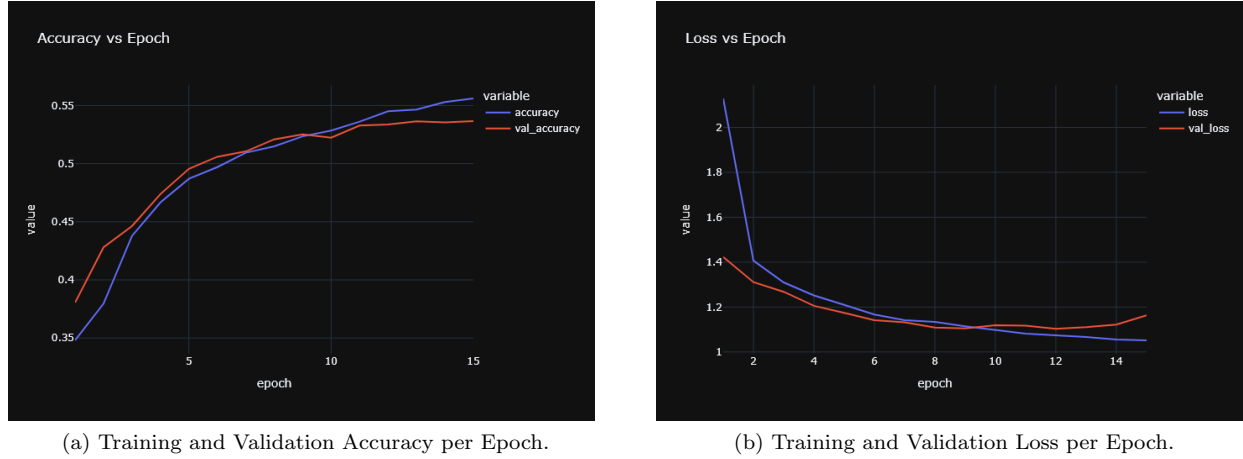 Accuracy vs Epoch
variable
accuracy
val_accuracy
0.55
0.5
0.45
0.4
0.35
value
5
10
15
epoch
(a) Training and Validation Accuracy per Epoch.
Loss vs Epoch
variable
loss
val_loss
2
1.8
1.6
1.4
1.2
1
value
2
4
6
8
10
12
14
epoch
(b) Training and Validation Loss per Epoch.